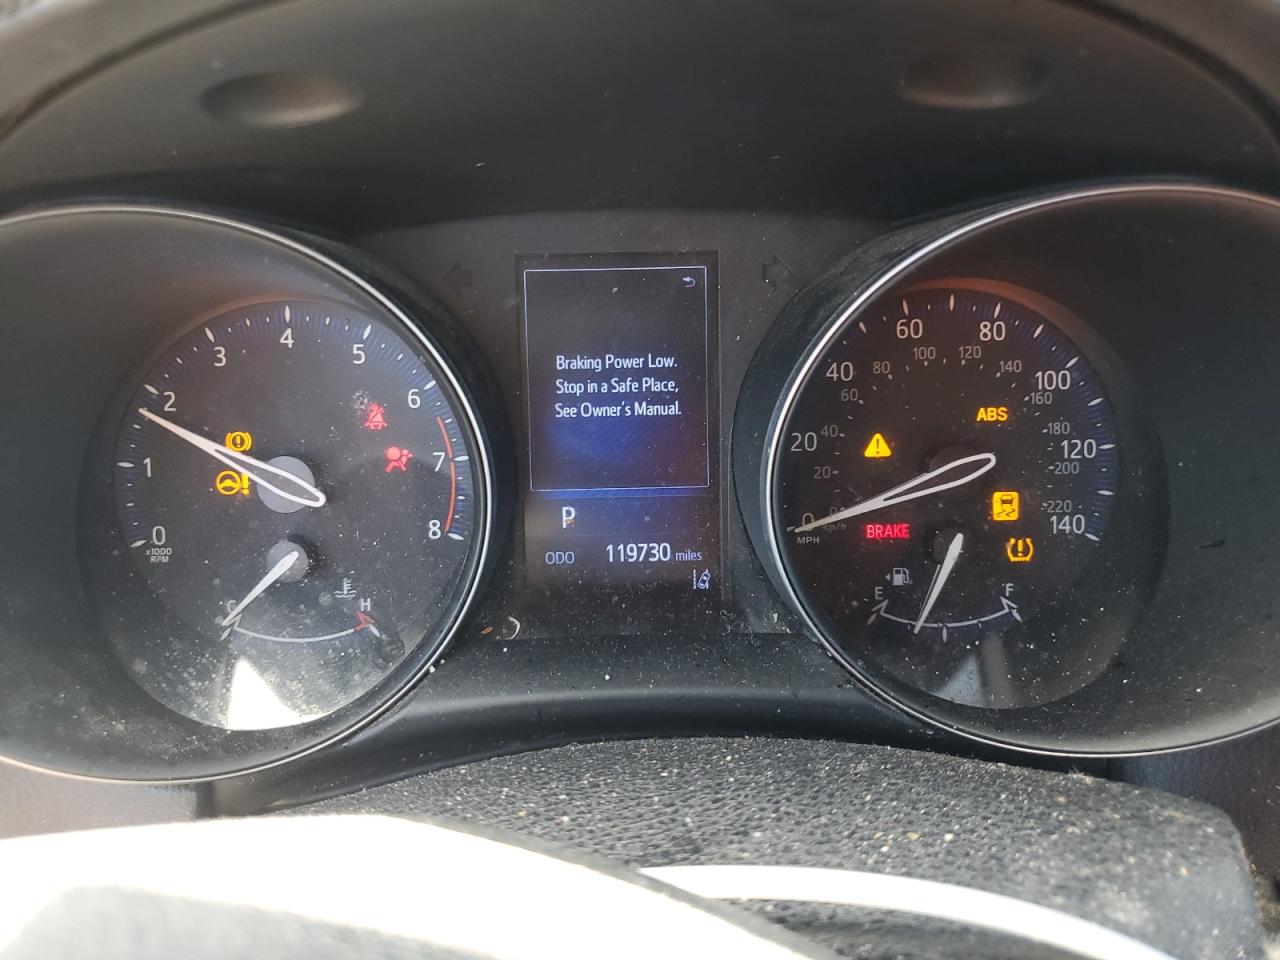 0
1
2
3
4
5
6
7
8
x1000
RPM
C
H
Braking Power Low.
Stop in a Safe Place,
See Owner's Manual.
P
ODO 119730 miles
0
20
40
60
80
100
120
140
MPH
0
20
40
60
80
100
120
140
160
180
200
220
km/h
ABS
BRAKE
E
F